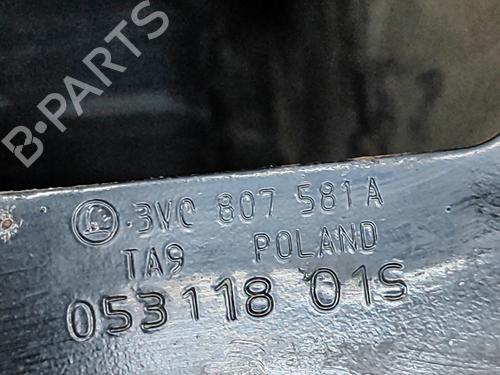 B-PARTS
3V0 807 581 A
TA9 POLAND
053118 01S